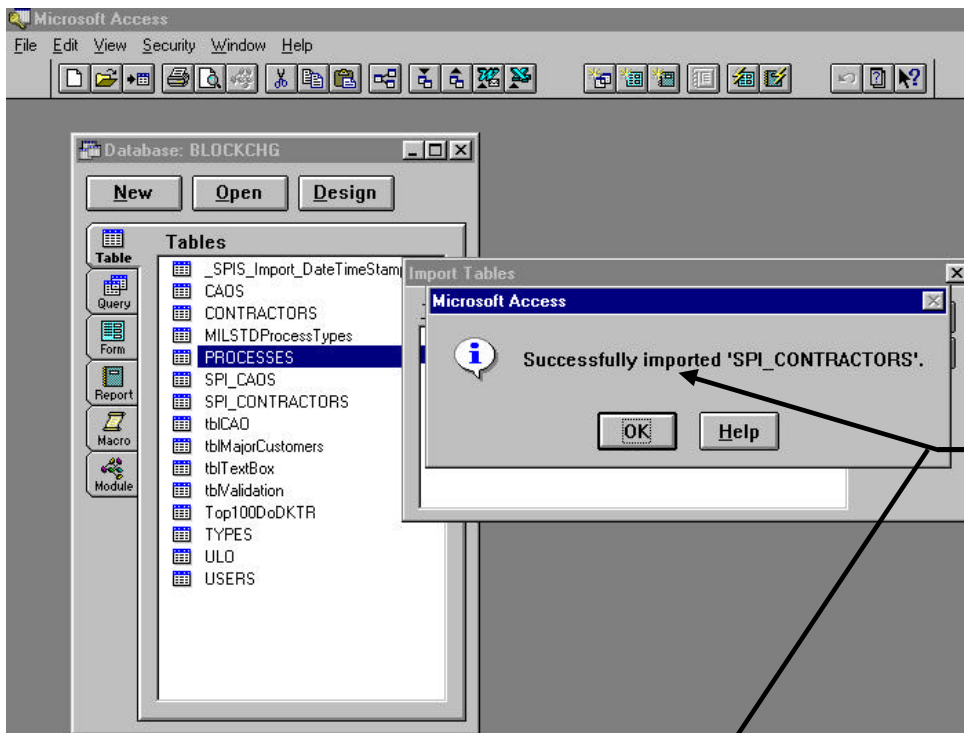 Microsoft Access
File Edit View Security Window Help
Database: BLOCKCHG
New Open Design
Table
Query
Form
Report
Macro
Module
Tables
_SPIS_Import_DateTimeStam
CAOS
CONTRACTORS
MILSTDProcessTypes
PROCESSES
SPI_CAOS
SPI_CONTRACTORS
tblCAO
tblMajorCustomers
tblTextBox
tblValidation
Top100DoDKTR
TYPES
ULO
USERS
Import Tables
Microsoft Access
Successfully imported 'SPI_CONTRACTORS'.
OK Help